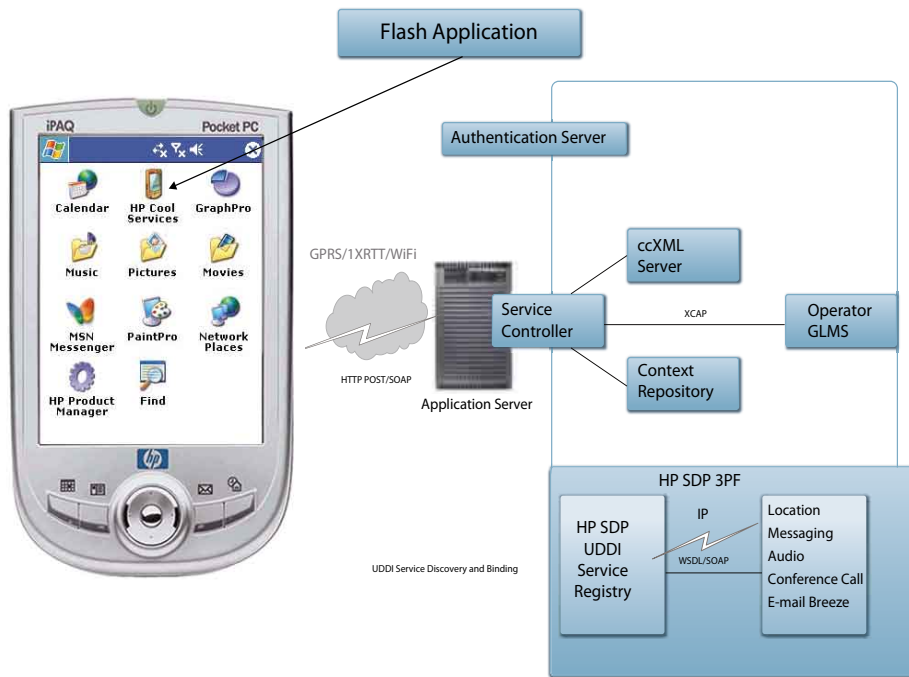 Flash Application
iPAQ
Pocket PC
Calendar
HP Cool
Services
GraphPro
Music
Pictures
Movies
MSN
Messenger
PaintPro
Network
Places
HP Product
Manager
Find
hp
GPRS/1XRTT/WiFi
HTTP POST/SOAP
Application Server
Authentication Server
Service
Controller
ccXML
Server
XCAP
Operator
GLMS
Context
Repository
UDDI Service Discovery and Binding
HP SDP 3PF
HP SDP
UDDI
Service
Registry
IP
WSDL/SOAP
Location
Messaging
Audio
Conference Call
E-mail Breeze